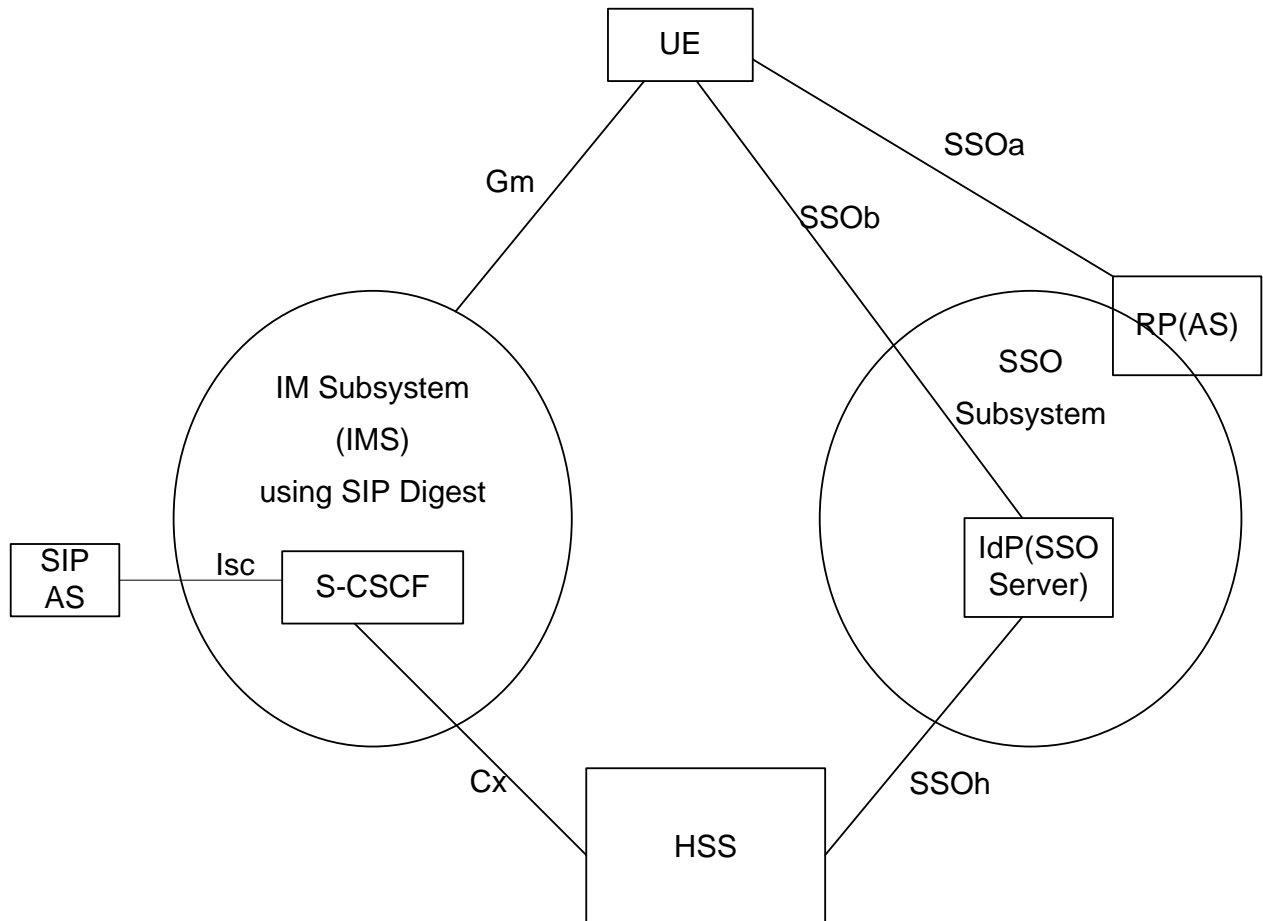 UE
SSOa
Gm
SSOb
RP(AS)
IM Subsystem
(IMS)
using SIP Digest
SSO
Subsystem
SIP
AS
Isc
S-CSCF
IdP(SSO
Server)
Cx
SSOh
HSS